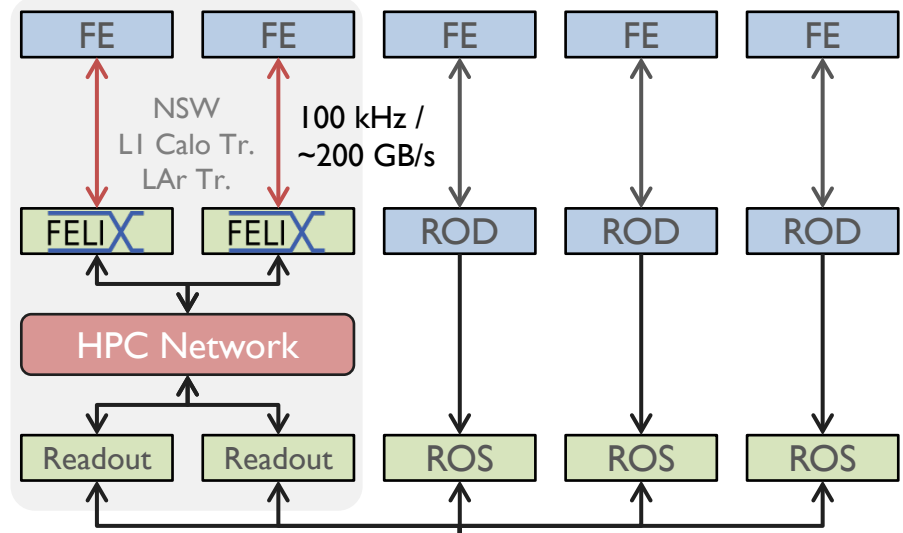 FE FE FE FE FE
NSW
L1 Calo Tr.
LAr Tr.
100 kHz /
~200 GB/s
FELIX FELIX ROD ROD ROD
HPC Network
Readout Readout ROS ROS ROS